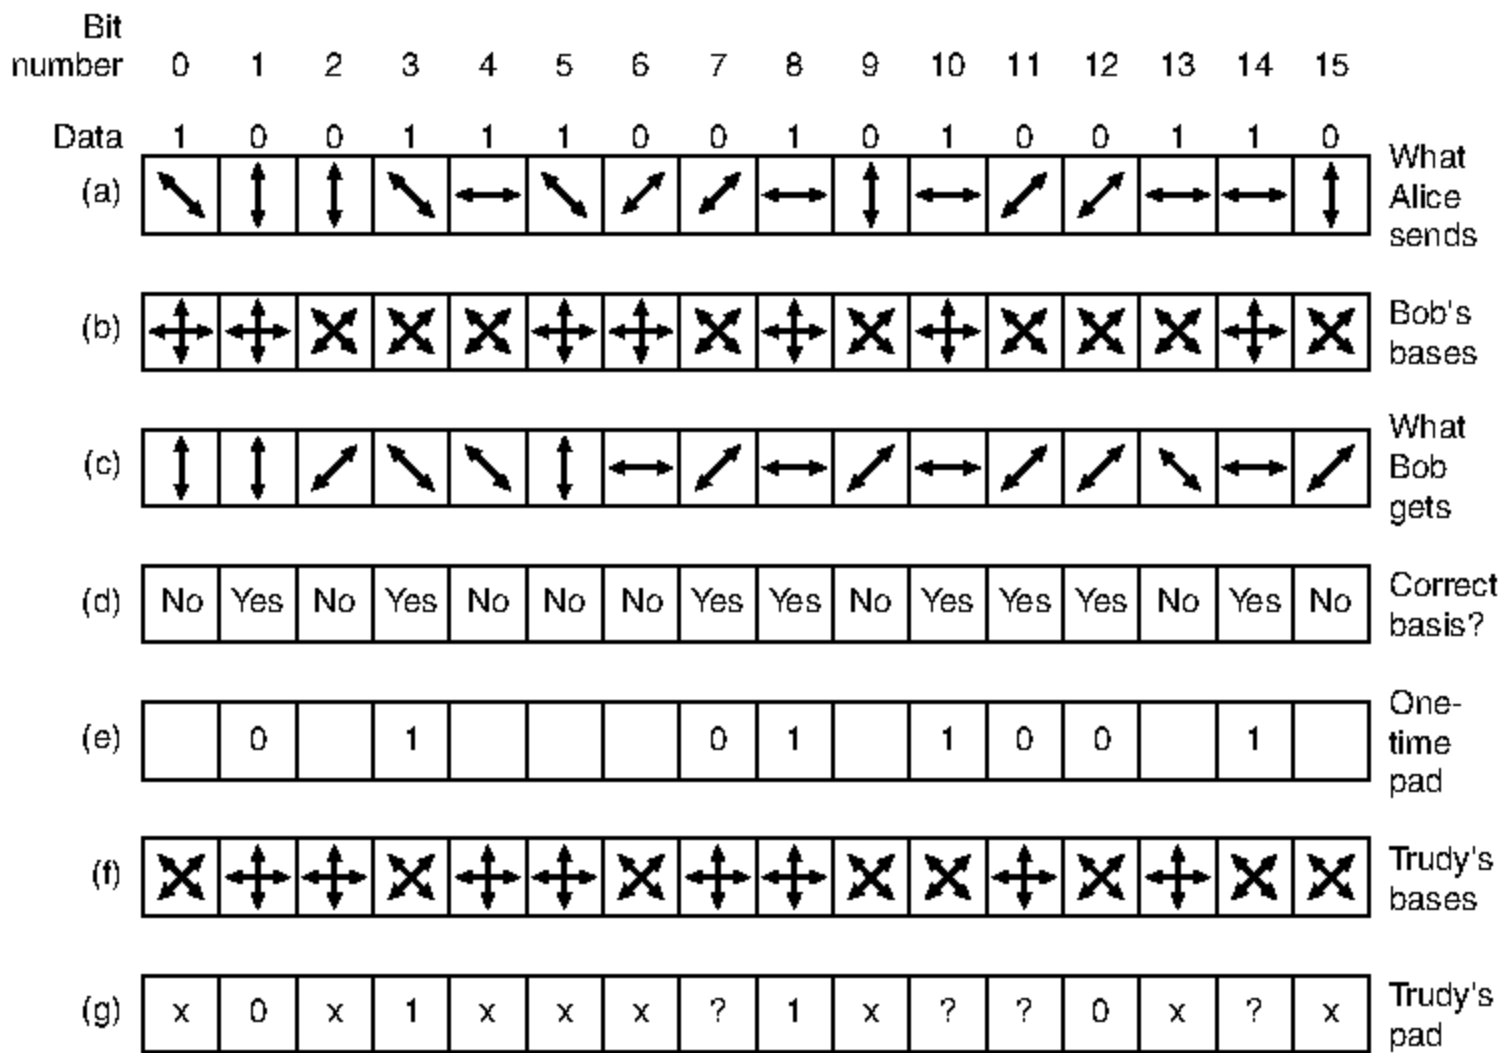 Bit
number 0 1 2 3 4 5 6 7 8 9 10 11 12 13 14 15
Data 1 0 0 1 1 1 0 0 1 0 1 0 0 1 1 0
(a)
What
Alice
sends
(b)
Bob's
bases
(c)
What
Bob
gets
(d) No Yes No Yes No No No Yes Yes No Yes Yes Yes No Yes No
Correct
basis?
(e) 0 1 0 1 1 0 0 1
One-
time
pad
(f)
Trudy's
bases
(g) x 0 x 1 x x x ? 1 x ? ? 0 x ? x
Trudy's
pad